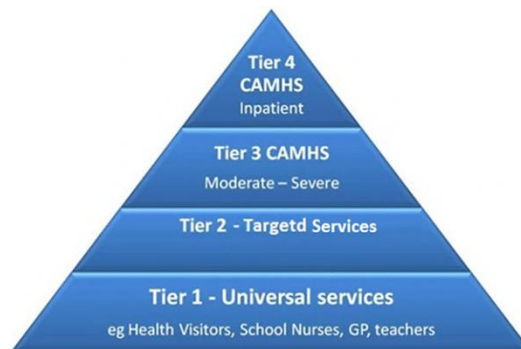 Tier 4
CAMHS
Inpatient
Tier 3 CAMHS
Moderate – Severe
Tier 2 - Targetd Services
Tier 1 - Universal services
eg Health Visitors, School Nurses, GP, teachers